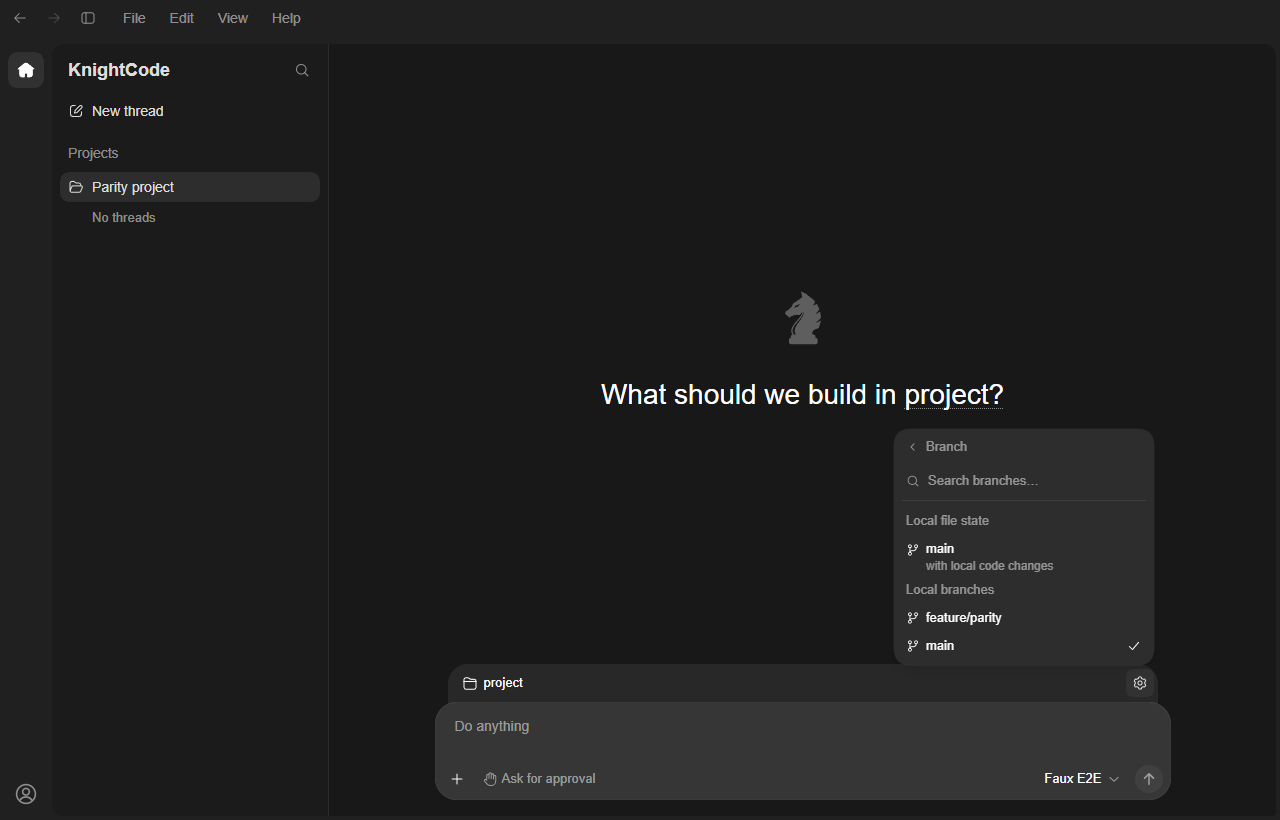 File Edit View Help
KnightCode
New thread
Projects
Parity project
No threads
What should we build in project?
Branch
Search branches...
Local file state
main
with local code changes
Local branches
feature/parity
main
project
Do anything
Ask for approval
Faux E2E